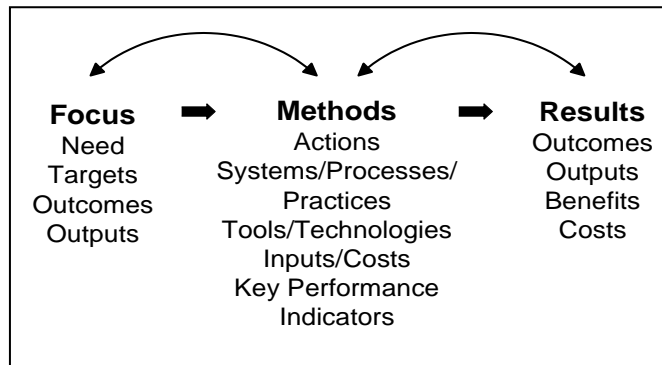 Focus
Need
Targets
Outcomes
Outputs
Methods
Actions
Systems/Processes/
Practices
Tools/Technologies
Inputs/Costs
Key Performance
Indicators
Results
Outcomes
Outputs
Benefits
Costs